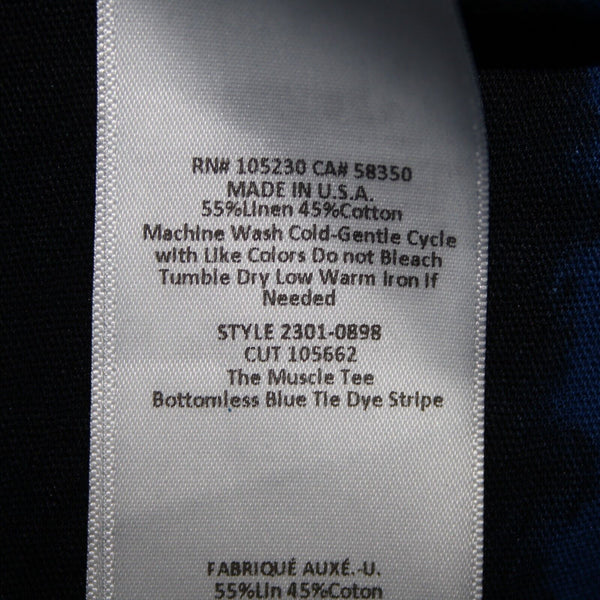 RN# 105230 CA# 58350
MADE IN U.S.A.
55%Linen 45%Cotton
Machine Wash Cold-Gentle Cycle
with Like Colors Do not Bleach
Tumble Dry Low Warm Iron If
Needed
STYLE 2301-0898
CUT 105662
The Muscle Tee
Bottomless Blue Tie Dye Stripe
FABRIQUÉ AUXÉ.-U.
55%Lin 45%Coton